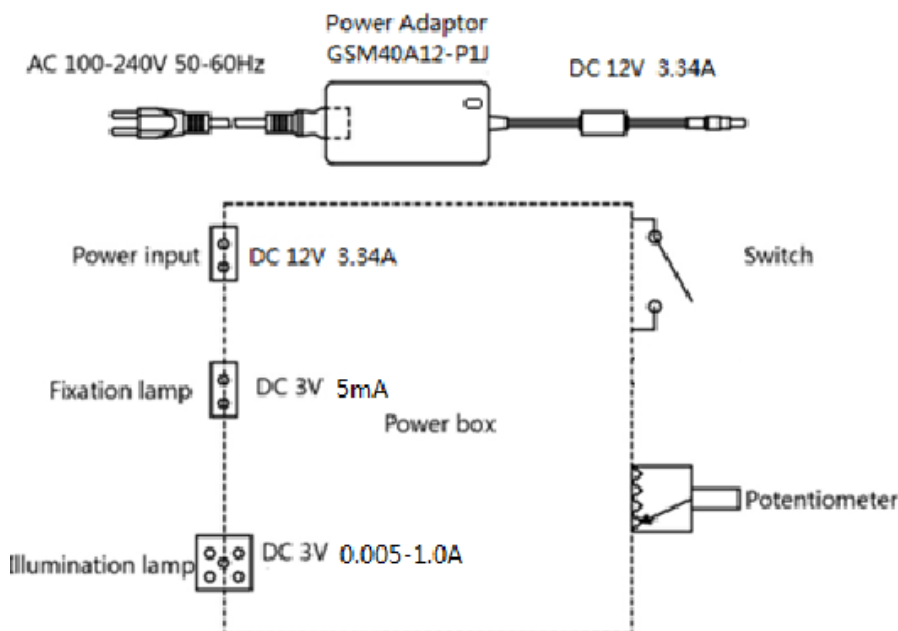 Power Adaptor
GSM40A12-P1J
AC 100-240V 50-60Hz
DC 12V 3.34A
Power input
DC 12V 3.34A
Switch
Fixation lamp
DC 3V 5mA
Power box
Potentiometer
Illumination lamp
DC 3V 0.005-1.0A